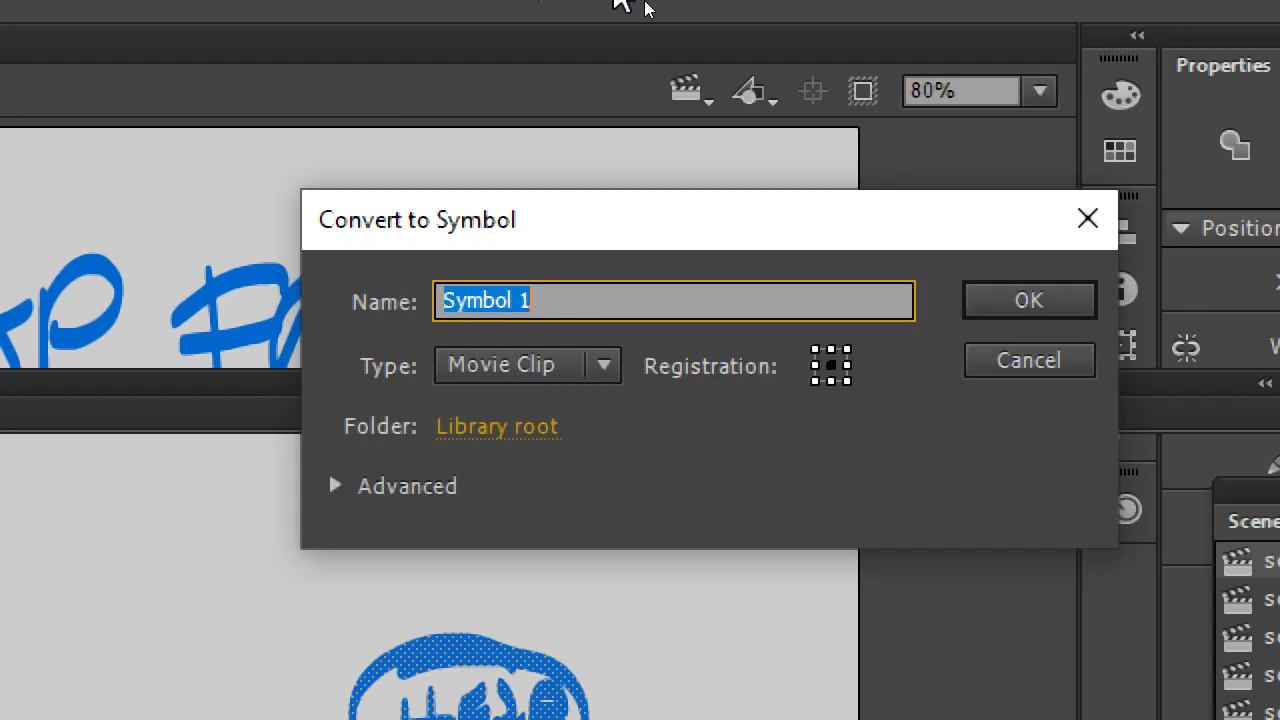 80%
Properties
Convert to Symbol
Position
Name: Symbol 1 OK
Type: Movie Clip Registration: Cancel
Folder: Library root
Advanced
Scene